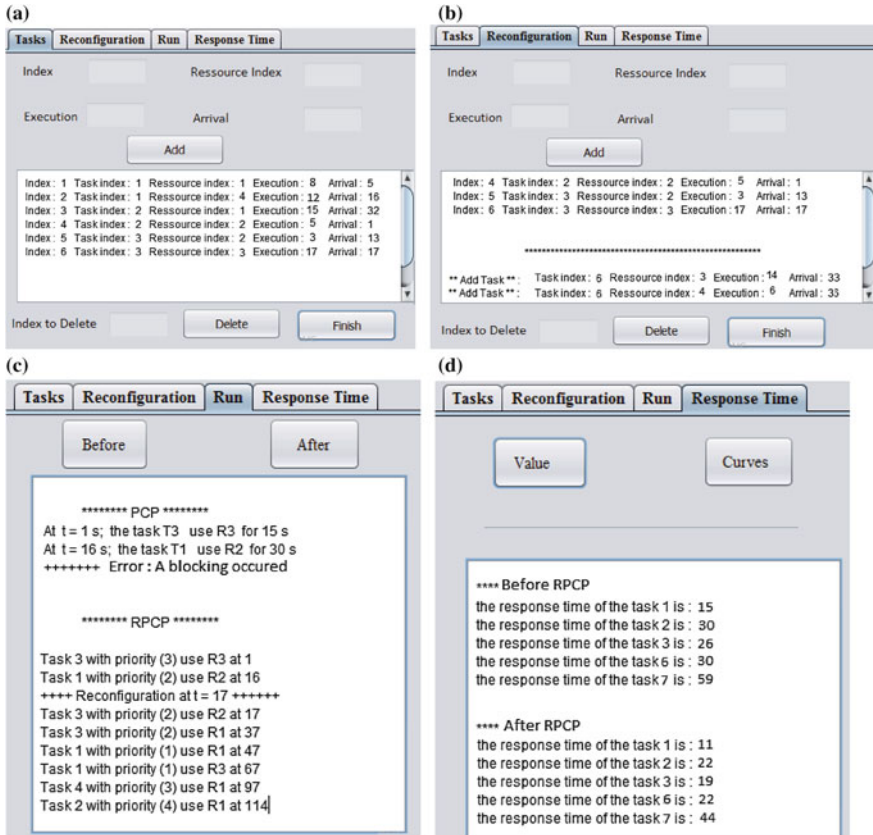 (a)
Tasks Reconfiguration Run Response Time
Index Ressource Index
Execution Arrival
Add
Index : 1 Task index : 1 Ressource index : 1 Execution : 8 Arrival : 5
Index : 2 Task index : 1 Ressource index : 4 Execution : 12 Arrival : 16
Index : 3 Task index : 2 Ressource index : 1 Execution : 15 Arrival : 32
Index : 4 Task index : 2 Ressource index : 2 Execution : 5 Arrival : 1
Index : 5 Task index : 3 Ressource index : 2 Execution : 3 Arrival : 13
Index : 6 Task index : 3 Ressource index : 3 Execution : 17 Arrival : 17
Index to Delete Delete Finish
(b)
Tasks Reconfiguration Run Response Time
Index Ressource Index
Execution Arrival
Add
Index : 4 Task index : 2 Ressource index : 2 Execution : 5 Arrival : 1
Index : 5 Task index : 3 Ressource index : 2 Execution : 3 Arrival : 13
Index : 6 Task index : 3 Ressource index : 3 Execution : 17 Arrival : 17
** Add Task ** : Task index : 6 Ressource index : 3 Execution : 14 Arrival : 33
** Add Task ** : Task index : 6 Ressource index : 4 Execution : 6 Arrival :
Index to Delete Delete Finish
(c)
Tasks Reconfiguration Run Response Time
Before After
******** PCP ********
At t = 1 s; the task T3 use R3 for 15 s
At t = 16 s; the task T1 use R2 for 30 s
+++++++ Error : A blocking occured
******** RPCP ********
Task 3 with priority (3) use R3 at 1
Task 1 with priority (2) use R2 at 16
++++ Reconfiguration at t = 17 ++++++
Task 3 with priority (2) use R2 at 17
Task 3 with priority (2) use R1 at 37
Task 1 with priority (1) use R1 at 47
Task 1 with priority (1) use R3 at 67
Task 4 with priority (3) use R1 at 97
Task 2 with priority (4) use R1 at 114
(d)
Tasks Reconfiguration Run Response Time
Value Curves
**** Before RPCP
the response time of the task 1 is : 15
the response time of the task 2 is : 30
the response time of the task 3 is : 26
the response time of the task 6 is : 30
the response time of the task 7 is : 59
**** After RPCP
the response time of the task 1 is : 11
the response time of the task 2 is : 22
the response time of the task 3 is : 19
the response time of the task 6 is : 22
the response time of the task 7 is : 44